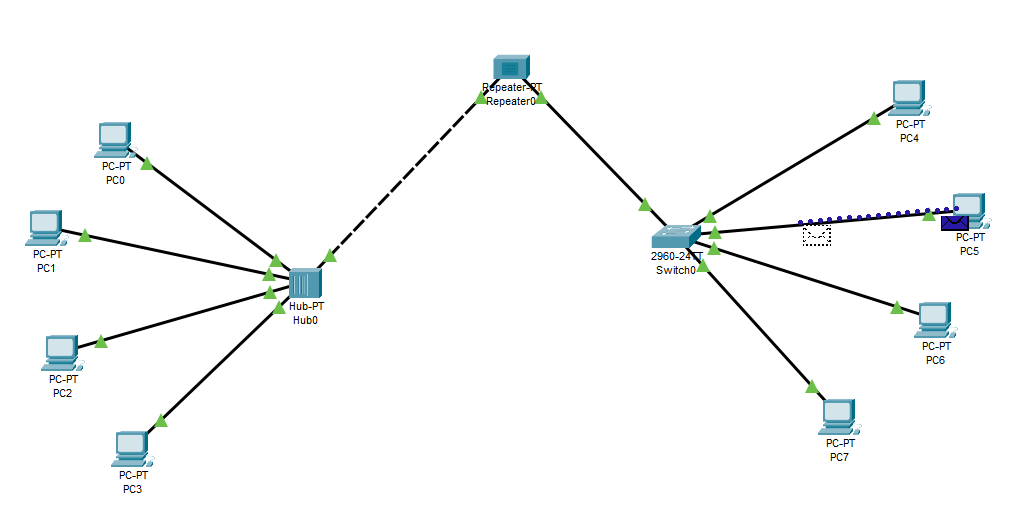 Repeater-PT
Repeater0
PC-PT
PC4
PC-PT
PC0
PC-PT
PC1
PC-PT
PC5
2960-24TT
Switch0
Hub-PT
Hub0
PC-PT
PC6
PC-PT
PC2
PC-PT
PC7
PC-PT
PC3